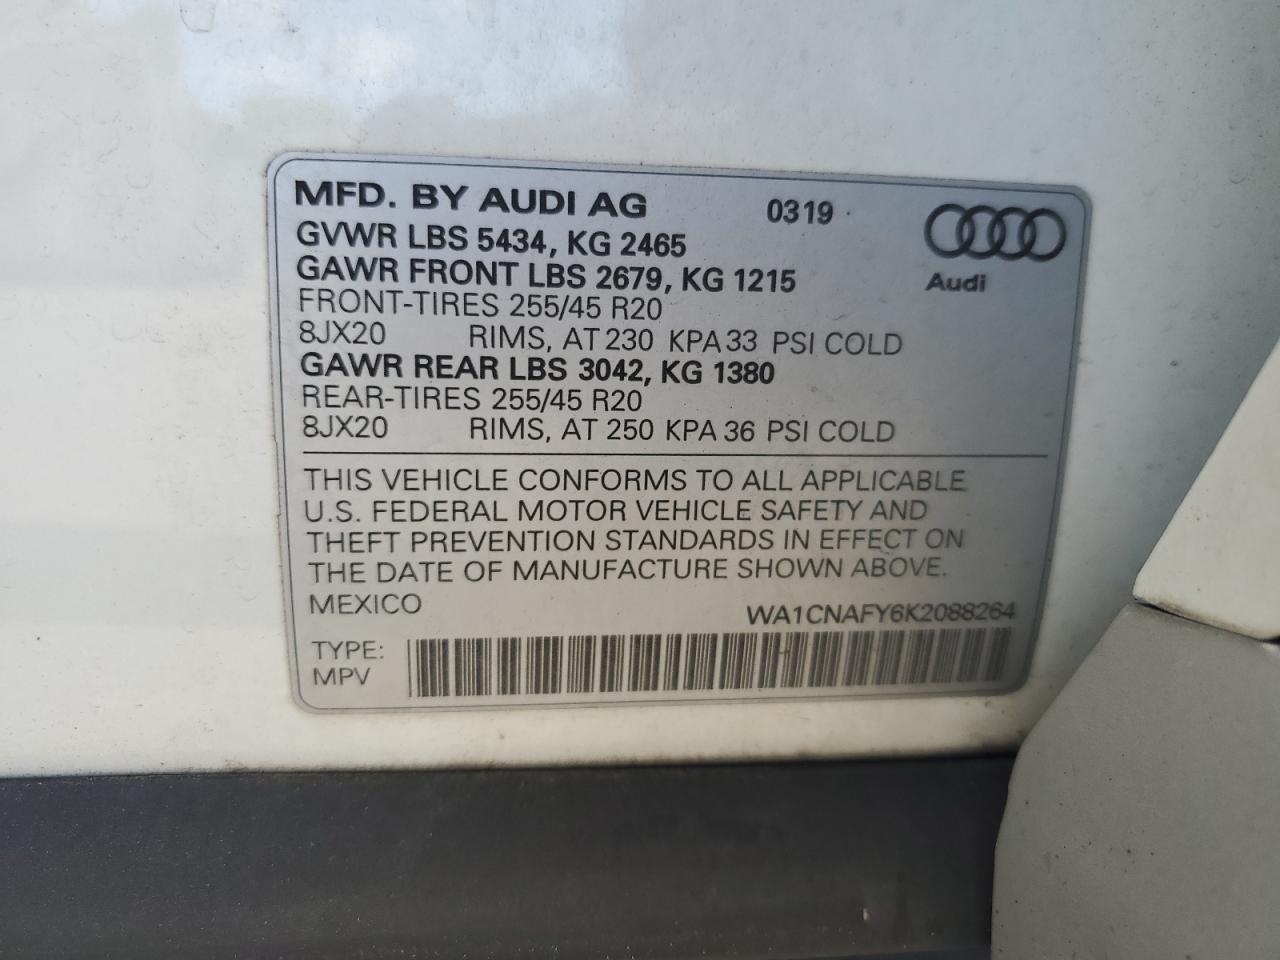 MFD. BY AUDI AG 0319
GVWR LBS 5434, KG 2465
GAWR FRONT LBS 2679, KG 1215
Audi
FRONT-TIRES 255/45 R20
8JX20 RIMS, AT 230 KPA 33 PSI COLD
GAWR REAR LBS 3042, KG 1380
REAR-TIRES 255/45 R20
8JX20 RIMS, AT 250 KPA 36 PSI COLD
THIS VEHICLE CONFORMS TO ALL APPLICABLE
U.S. FEDERAL MOTOR VEHICLE SAFETY AND
THEFT PREVENTION STANDARDS IN EFFECT ON
THE DATE OF MANUFACTURE SHOWN ABOVE.
MEXICO WA1CNAFY6K2088264
TYPE:
MPV